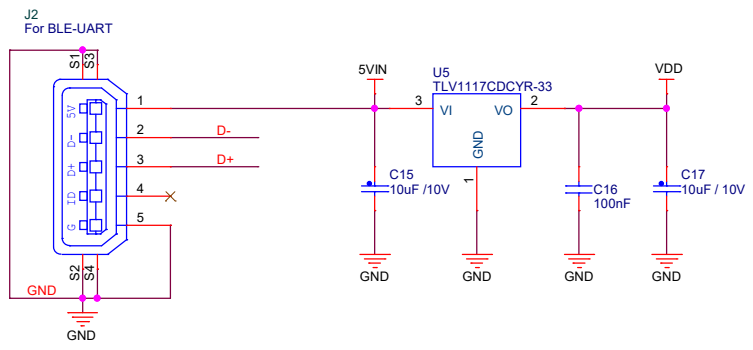 J2
For BLE-UART
S1
S3
5V
1
D-
2
D-
D+
3
D+
ID
4
G
5
S2
S4
GND
GND
5VIN
U5
TLV1117CDCYR-33
3
VI
VO
2
GND
1
VDD
C15
10uF /10V
GND
GND
C16
100nF
GND
C17
10uF / 10V
GND